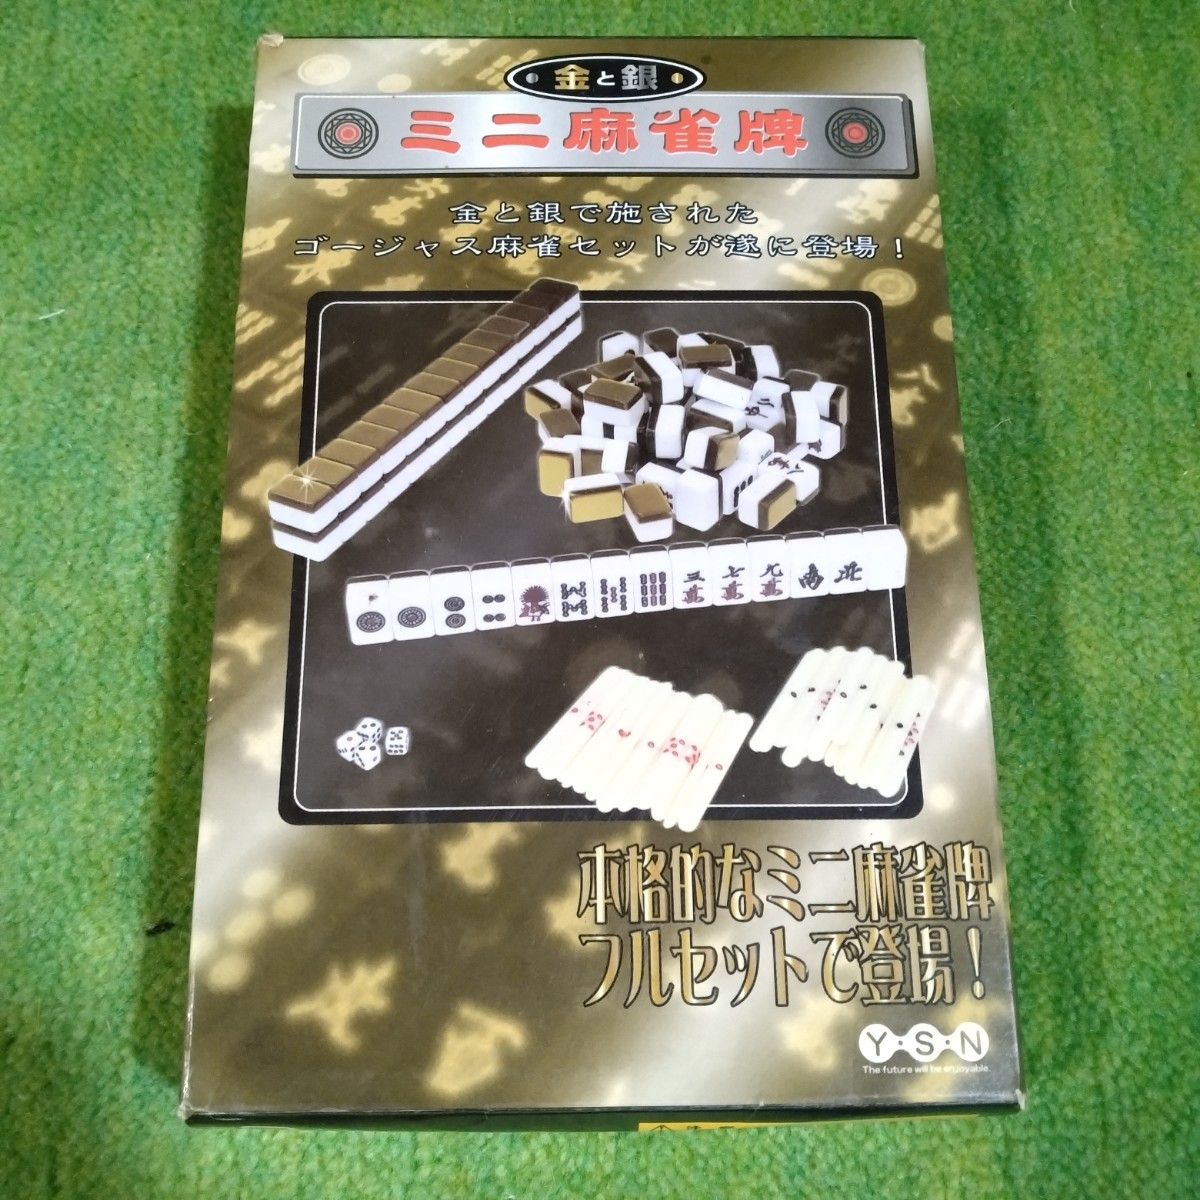 金と銀
ミニ麻雀牌
金と銀で施された
ゴージャス麻雀セットが遂に登場！
三萬 七萬 九萬 南 北
本格的なミニ麻雀牌
フルセットで登場！
Y・S・N
The future will be enjoyable.